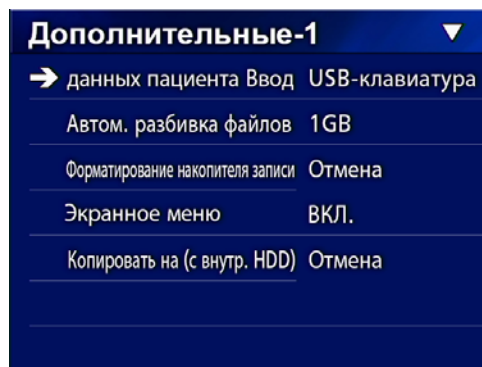 Дополнительные-1 ▼
➔ данных пациента Ввод USB-клавиатура
Автом. разбивка файлов 1GB
Форматирование накопителя записи Отмена
Экранное меню ВКЛ.
Копировать на (с внутр. HDD) Отмена